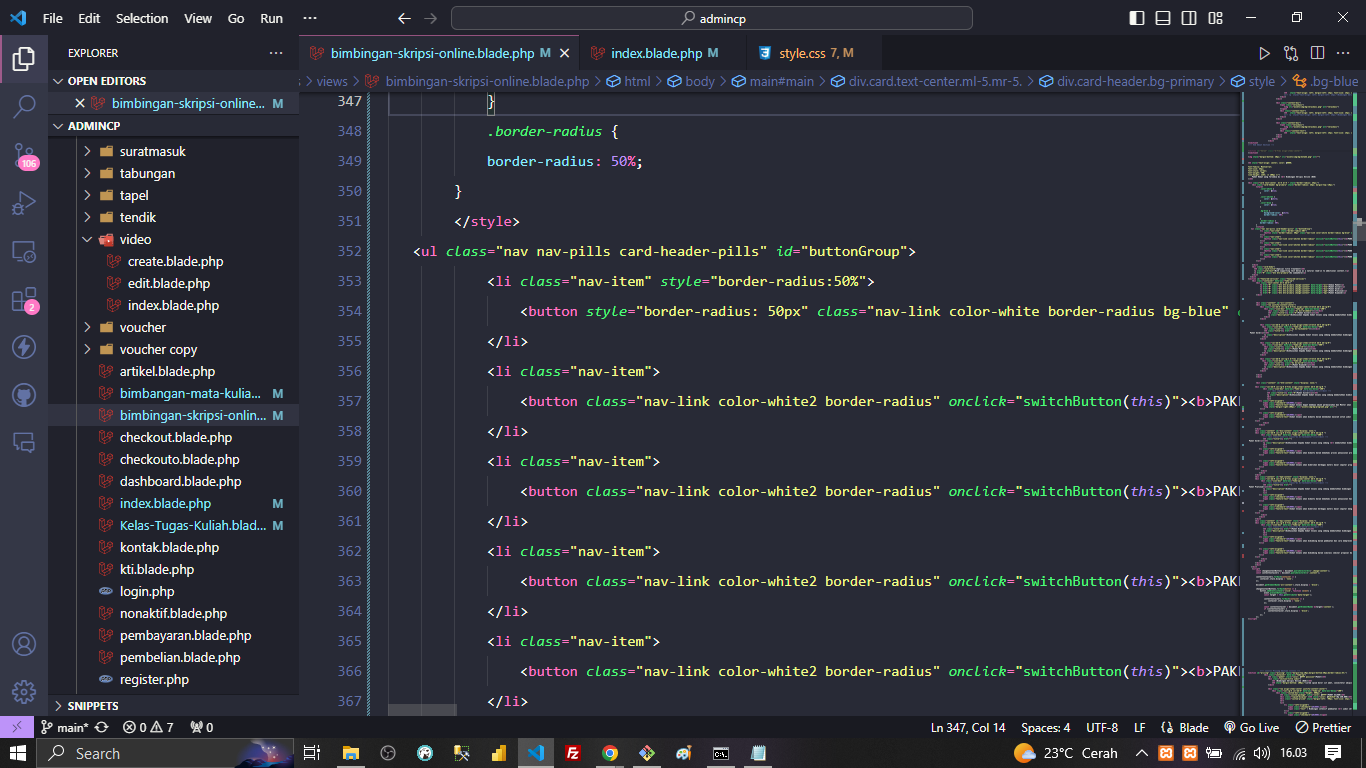 File Edit Selection View Go Run ··· admincp
EXPLORER
OPEN EDITORS
bimbingan-skripsi-online... M
ADMINCP
suratmasuk
tabungan
tapel
tendik
video
create.blade.php
edit.blade.php
index.blade.php
voucher
voucher copy
artikel.blade.php
bimbangan-mata-kulia... M
bimbingan-skripsi-onlin... M
checkout.blade.php
checkouto.blade.php
dashboard.blade.php
index.blade.php M
Kelas-Tugas-Kuliah.blad... M
kontak.blade.php
kti.blade.php
login.php
nonaktif.blade.php
pembayaran.blade.php
pembelian.blade.php
register.php
SNIPPETS
106
2
bimbingan-skripsi-online.blade.php M index.blade.php M style.css 7, M
s > views > bimbingan-skripsi-online.blade.php > html > body > main#main > div.card.text-center.ml-5.mr-5. > div.card-header.bg-primary > style > .bg-blue
347 }
348 .border-radius {
349 border-radius: 50%;
350 }
351 </style>
352 <ul class="nav nav-pills card-header-pills" id="buttonGroup">
353 <li class="nav-item" style="border-radius:50%">
354 <button style="border-radius: 50px" class="nav-link color-white border-radius bg-blue"
355 </li>
356 <li class="nav-item">
357 <button class="nav-link color-white2 border-radius" onclick="switchButton(this)"><b>PAK
358 </li>
359 <li class="nav-item">
360 <button class="nav-link color-white2 border-radius" onclick="switchButton(this)"><b>PAK
361 </li>
362 <li class="nav-item">
363 <button class="nav-link color-white2 border-radius" onclick="switchButton(this)"><b>PAK
364 </li>
365 <li class="nav-item">
366 <button class="nav-link color-white2 border-radius" onclick="switchButton(this)"><b>PAK
367 </li>
main* 0 7 0 Ln 347, Col 14 Spaces: 4 UTF-8 LF Blade Go Live Prettier
Search 23°C Cerah 16.03